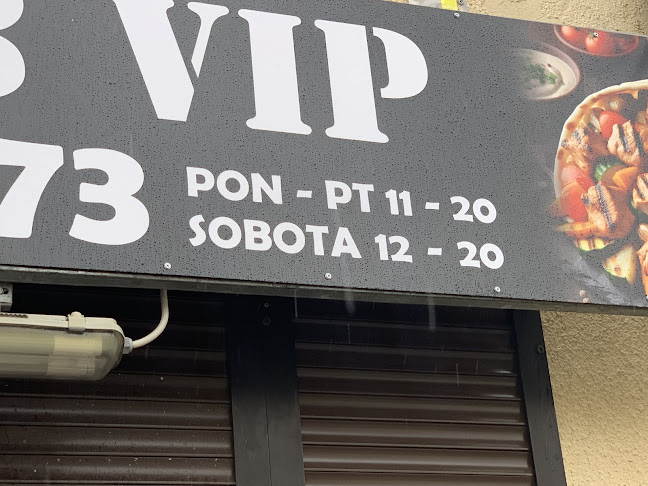 VIP
73
PON - PT 11 - 20
SOBOTA 12 - 20